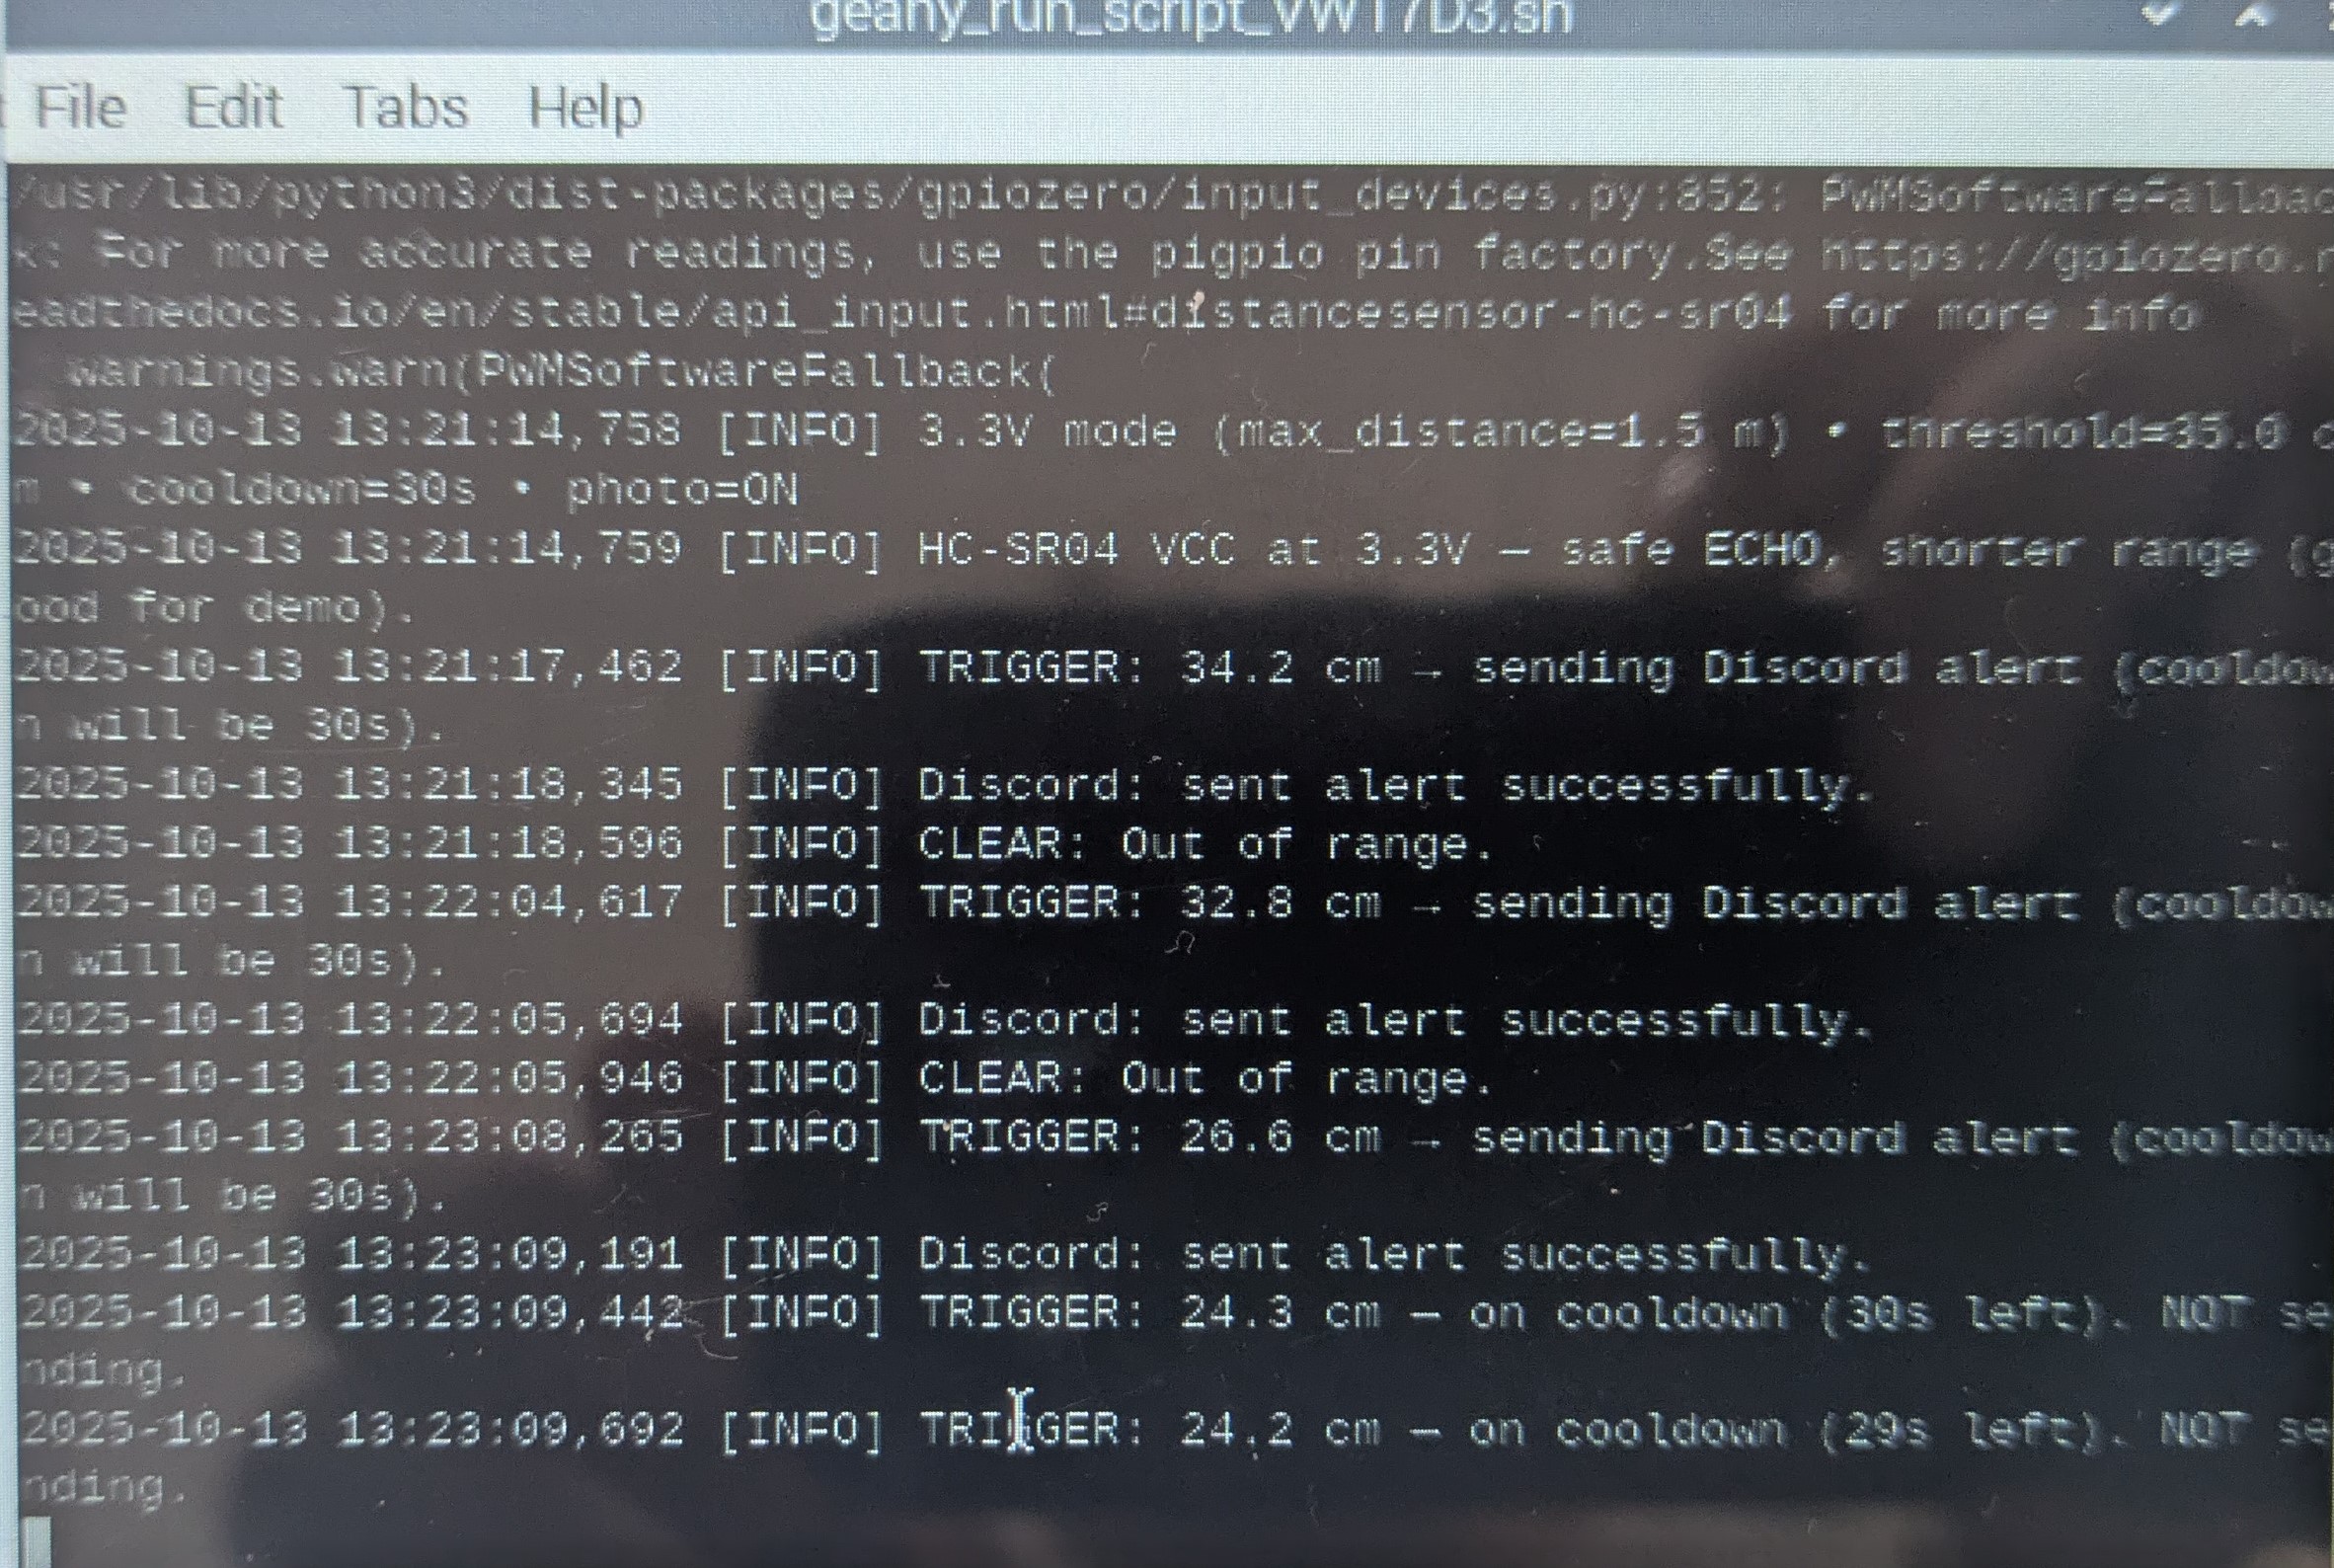 geany_run_script_VW17D3.sh
File Edit Tabs Help
/usr/lib/python3/dist-packages/gpiozero/input_devices.py:852: PWMSoftwareFallbac
k: For more accurate readings, use the pigpio pin factory.See https://gpiozero.r
eadthedocs.io/en/stable/api_input.html#distancesensor-hc-sr04 for more info
warnings.warn(PWMSoftwareFallback(
2025-10-13 13:21:14,758 [INFO] 3.3V mode (max_distance=1.5 m) • threshold=35.0 c
m • cooldown=30s • photo=ON
2025-10-13 13:21:14,759 [INFO] HC-SR04 VCC at 3.3V — safe ECHO, shorter range (g
ood for demo).
2025-10-13 13:21:17,462 [INFO] TRIGGER: 34.2 cm → sending Discord alert (cooldow
n will be 30s).
2025-10-13 13:21:18,345 [INFO] Discord: sent alert successfully.
2025-10-13 13:21:18,596 [INFO] CLEAR: Out of range.
2025-10-13 13:22:04,617 [INFO] TRIGGER: 32.8 cm → sending Discord alert (cooldow
n will be 30s).
2025-10-13 13:22:05,694 [INFO] Discord: sent alert successfully.
2025-10-13 13:22:05,946 [INFO] CLEAR: Out of range.
2025-10-13 13:23:08,265 [INFO] TRIGGER: 26.6 cm → sending Discord alert (cooldow
n will be 30s).
2025-10-13 13:23:09,191 [INFO] Discord: sent alert successfully.
2025-10-13 13:23:09,442 [INFO] TRIGGER: 24.3 cm — on cooldown (30s left). NOT se
nding.
2025-10-13 13:23:09,692 [INFO] TRIGGER: 24.2 cm — on cooldown (29s left). NOT se
nding.